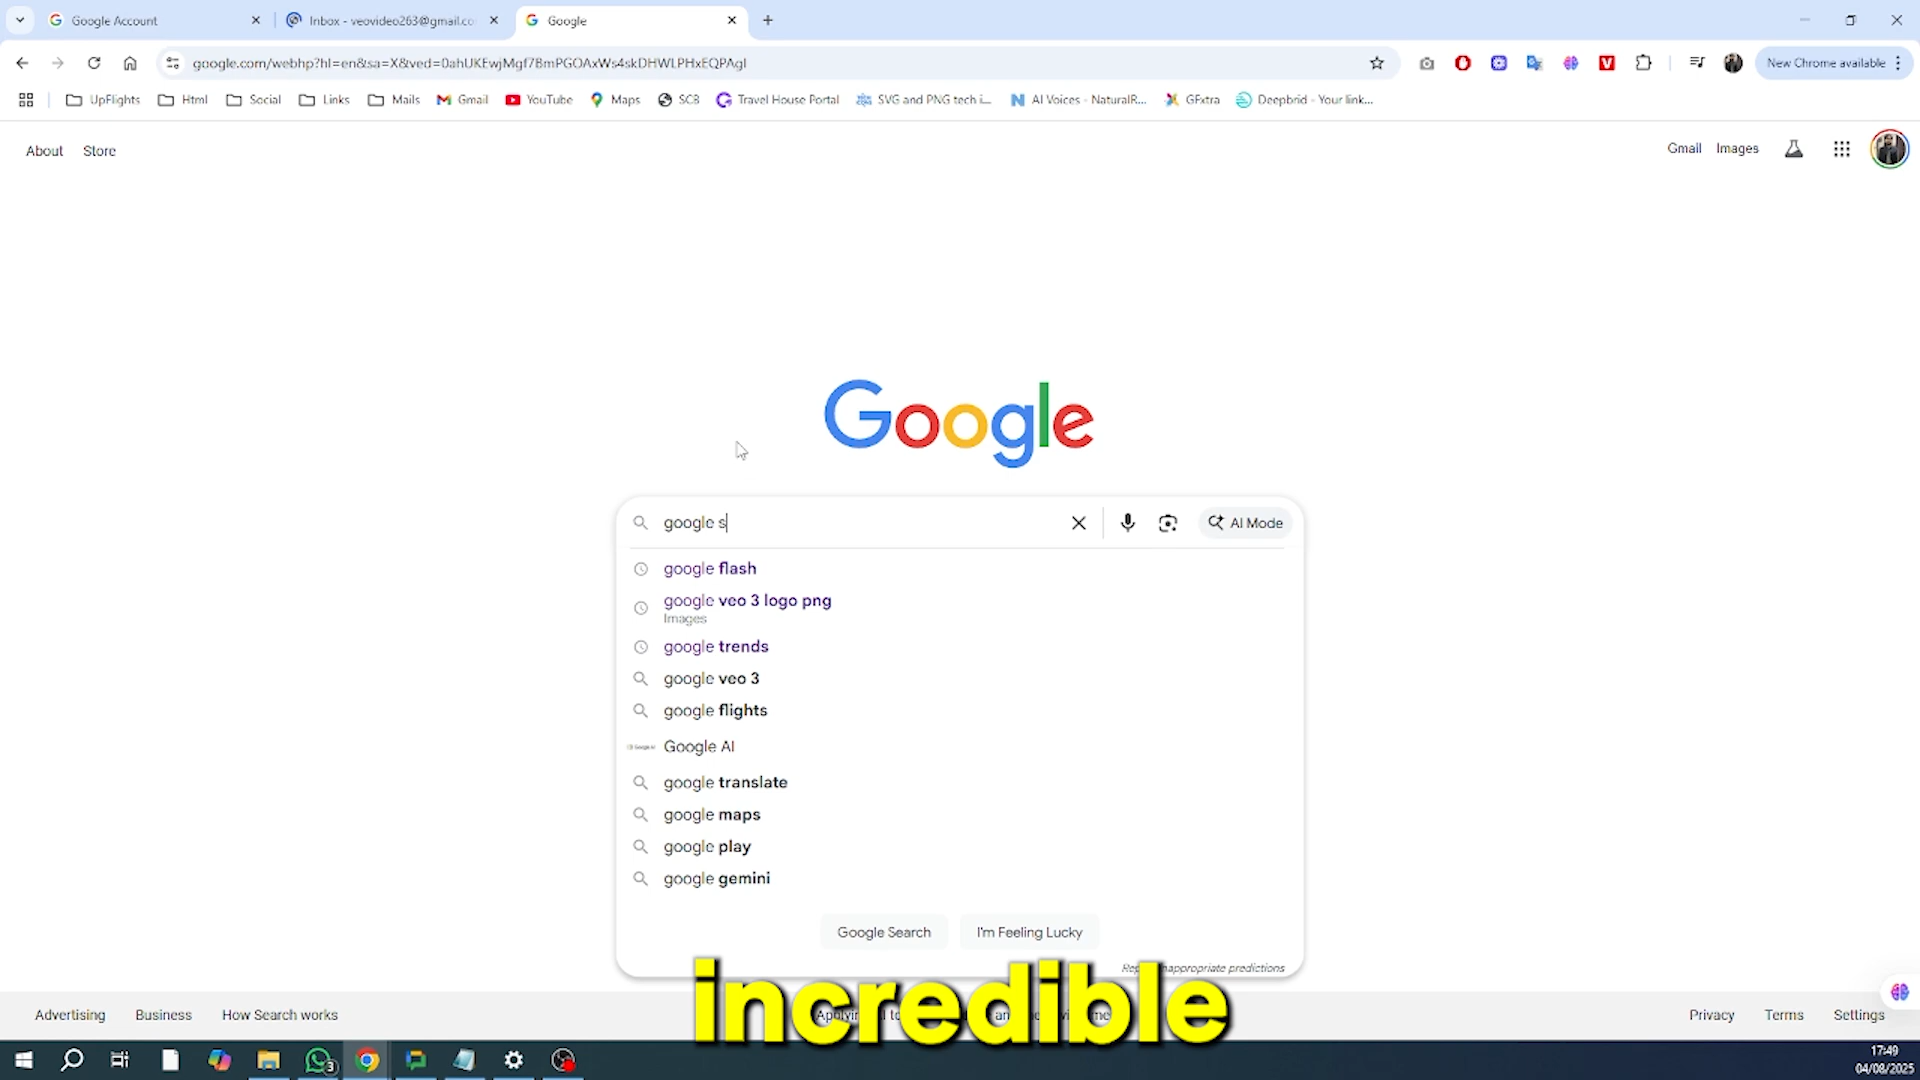 Google Account
Inbox - veovideo263@gmail.co
Google
google.com/webhp?hl=en&sa=X&ved=0ahUKEwjMgf7BmPGOAxWs4skDHWLPHxEQPAgI
New Chrome available
UpFlights Html Social Links Mails Gmail YouTube Maps SCB Travel House Portal SVG and PNG tech i... AI Voices - NaturalR... GFxtra Deepbrid - Your link...
About Store
Gmail Images
Google
google s
AI Mode
google flash
google veo 3 logo png
Images
google trends
google veo 3
google flights
Google AI
google translate
google maps
google play
google gemini
Google Search I'm Feeling Lucky
inappropriate predictions
incredible
Advertising Business How Search works
Privacy Terms Settings
3
17:49
04/08/2025